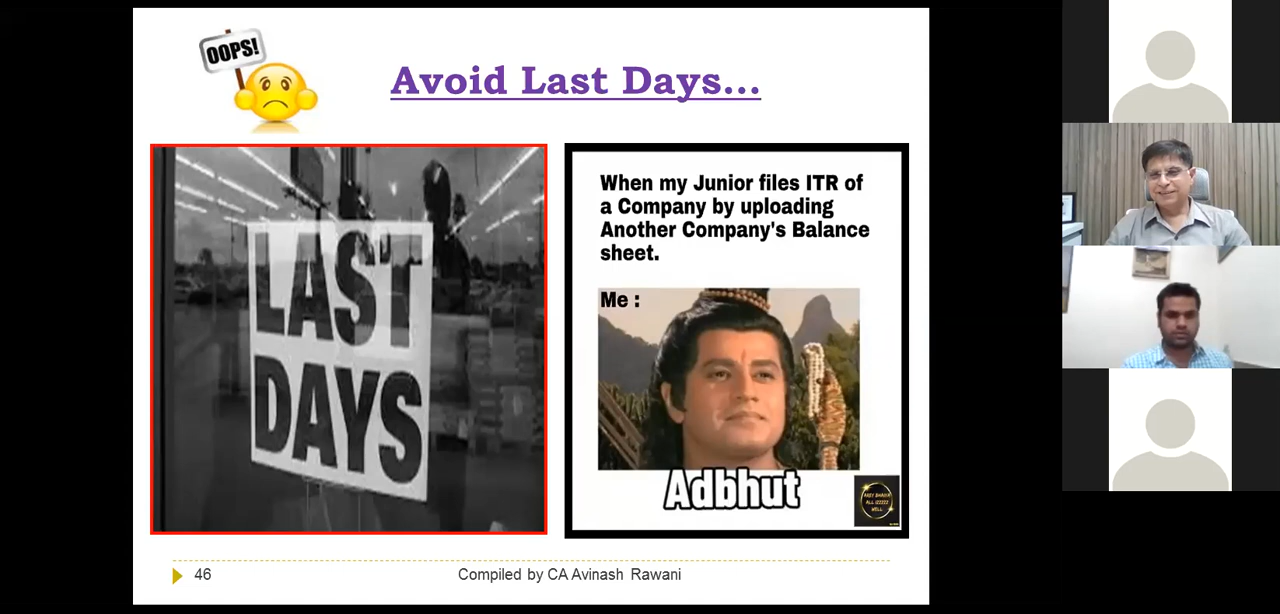 OOPS!
Avoid Last Days...
LAST
DAYS
When my Junior files ITR of
a Company by uploading
Another Company's Balance
sheet.
Me :
Adbhut
46
Compiled by CA Avinash Rawani